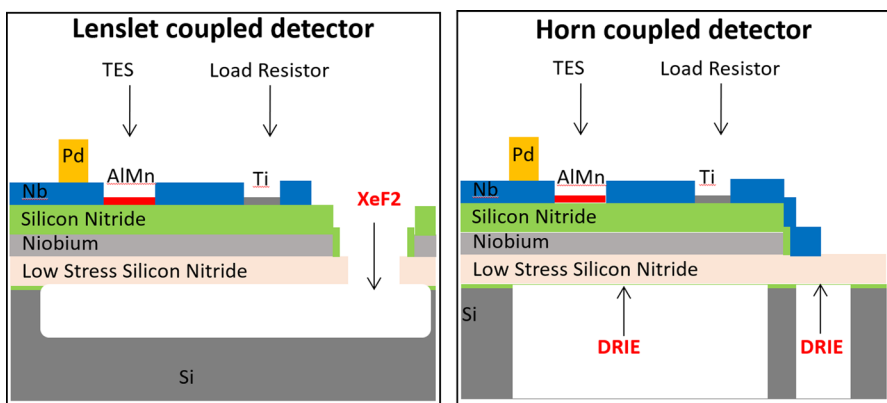 Lenslet coupled detector
TES
Load Resistor
Pd
AlMn
Ti
Nb
XeF2
Silicon Nitride
Niobium
Low Stress Silicon Nitride
Si
Horn coupled detector
TES
Load Resistor
Pd
AlMn
Ti
Nb
Silicon Nitride
Niobium
Low Stress Silicon Nitride
Si
DRIE
DRIE